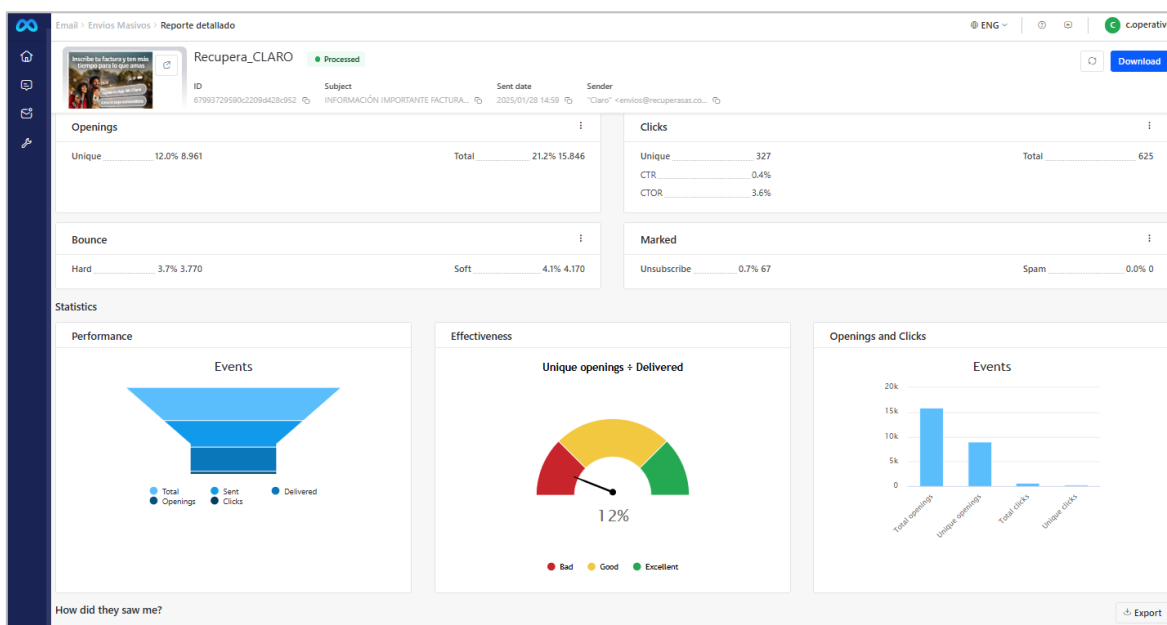 Email > Envios Masivos > Reporte detallado
ENG
C c.operativ
Inscribe tu factura y ten más
tiempo para lo que amas
Recupera_CLARO
Processed
Download
ID
67993729590c2209d428c952
Subject
INFORMACIÓN IMPORTANTE FACTURA...
Sent date
2025/01/28 14:59
Sender
"Claro" <envios@recuperasas.co...
Openings
Unique 12.0% 8.961
Total 21.2% 15.846
Clicks
Unique 327
Total 625
CTR 0.4%
CTOR 3.6%
Bounce
Hard 3.7% 3.770
Soft 4.1% 4.170
Marked
Unsubscribe 0.7% 67
Spam 0.0% 0
Statistics
Performance
Events
Total Sent Delivered
Openings Clicks
Effectiveness
Unique openings ÷ Delivered
12%
Bad Good Excellent
Openings and Clicks
Events
20k
15k
10k
5k
0
Total openings
Unique openings
Total clicks
Unique clicks
How did they saw me?
Export